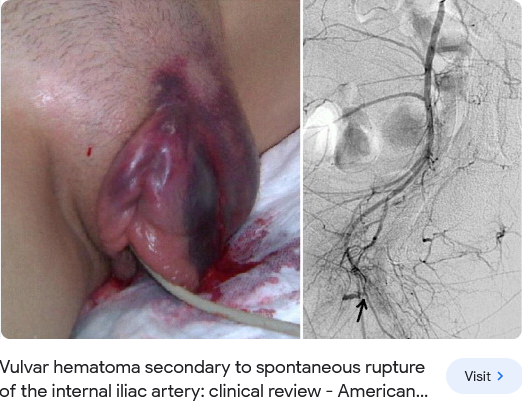 Vulvar hematoma secondary to spontaneous rupture
of the internal iliac artery: clinical review - American...
Visit